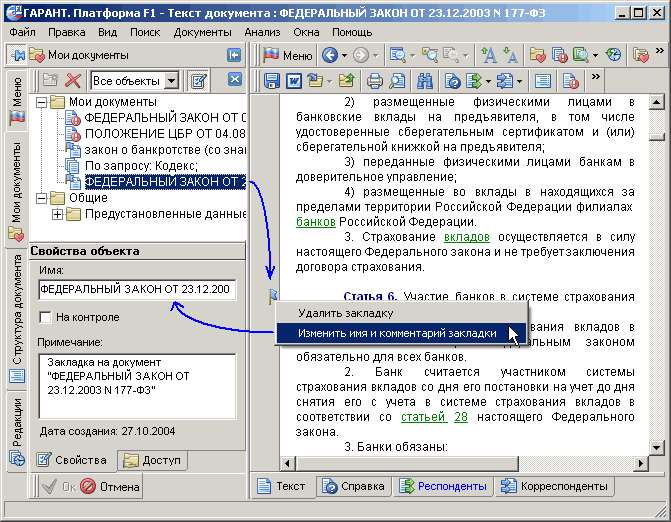 ГАРАНТ. Платформа F1 - Текст документа : ФЕДЕРАЛЬНЫЙ ЗАКОН ОТ 23.12.2003 N 177-ФЗ
Файл Правка Вид Поиск Документы Анализ Окна Помощь
Мои документы
Меню
Все объекты
Меню
Мои документы
Структура документа
Редакции
Мои документы
ФЕДЕРАЛЬНЫЙ ЗАКОН ОТ 0
ПОЛОЖЕНИЕ ЦБР ОТ 04.08
закон о банкротстве (со зна
По запросу: Кодекс;
ФЕДЕРАЛЬНЫЙ ЗАКОН ОТ 2
Общие
Предустановленные данные
Свойства объекта
Имя:
ФЕДЕРАЛЬНЫЙ ЗАКОН ОТ 23.12.200
На контроле
Примечание:
Закладка на документ
"ФЕДЕРАЛЬНЫЙ ЗАКОН ОТ
23.12.2003 N 177-ФЗ"
Дата создания: 27.10.2004
Свойства Доступ
Ок Отмена
2) размещенные физическими лицами в
банковские вклады на предъявителя, в том числе
удостоверенные сберегательным сертификатом и (или)
сберегательной книжкой на предъявителя;
3) переданные физическими лицами банкам в
доверительное управление;
4) размещенные во вклады в находящихся за
пределами территории Российской Федерации филиалах
банков Российской Федерации.
3. Страхование вкладов осуществляется в силу
настоящего Федерального закона и не требует заключения
договора страхования.
Статья 6. Участие банков в системе страхования
Удалить закладку
Изменить имя и комментарий закладки
ования вкладов в
законом
обязательно для всех банков.
2. Банк считается участником системы
страхования вкладов со дня его постановки на учет до дня
снятия его с учета в системе страхования вкладов в
соответствии со статьей 28 настоящего Федерального
закона.
3. Банки обязаны:
Текст Справка Респонденты Корреспонденты